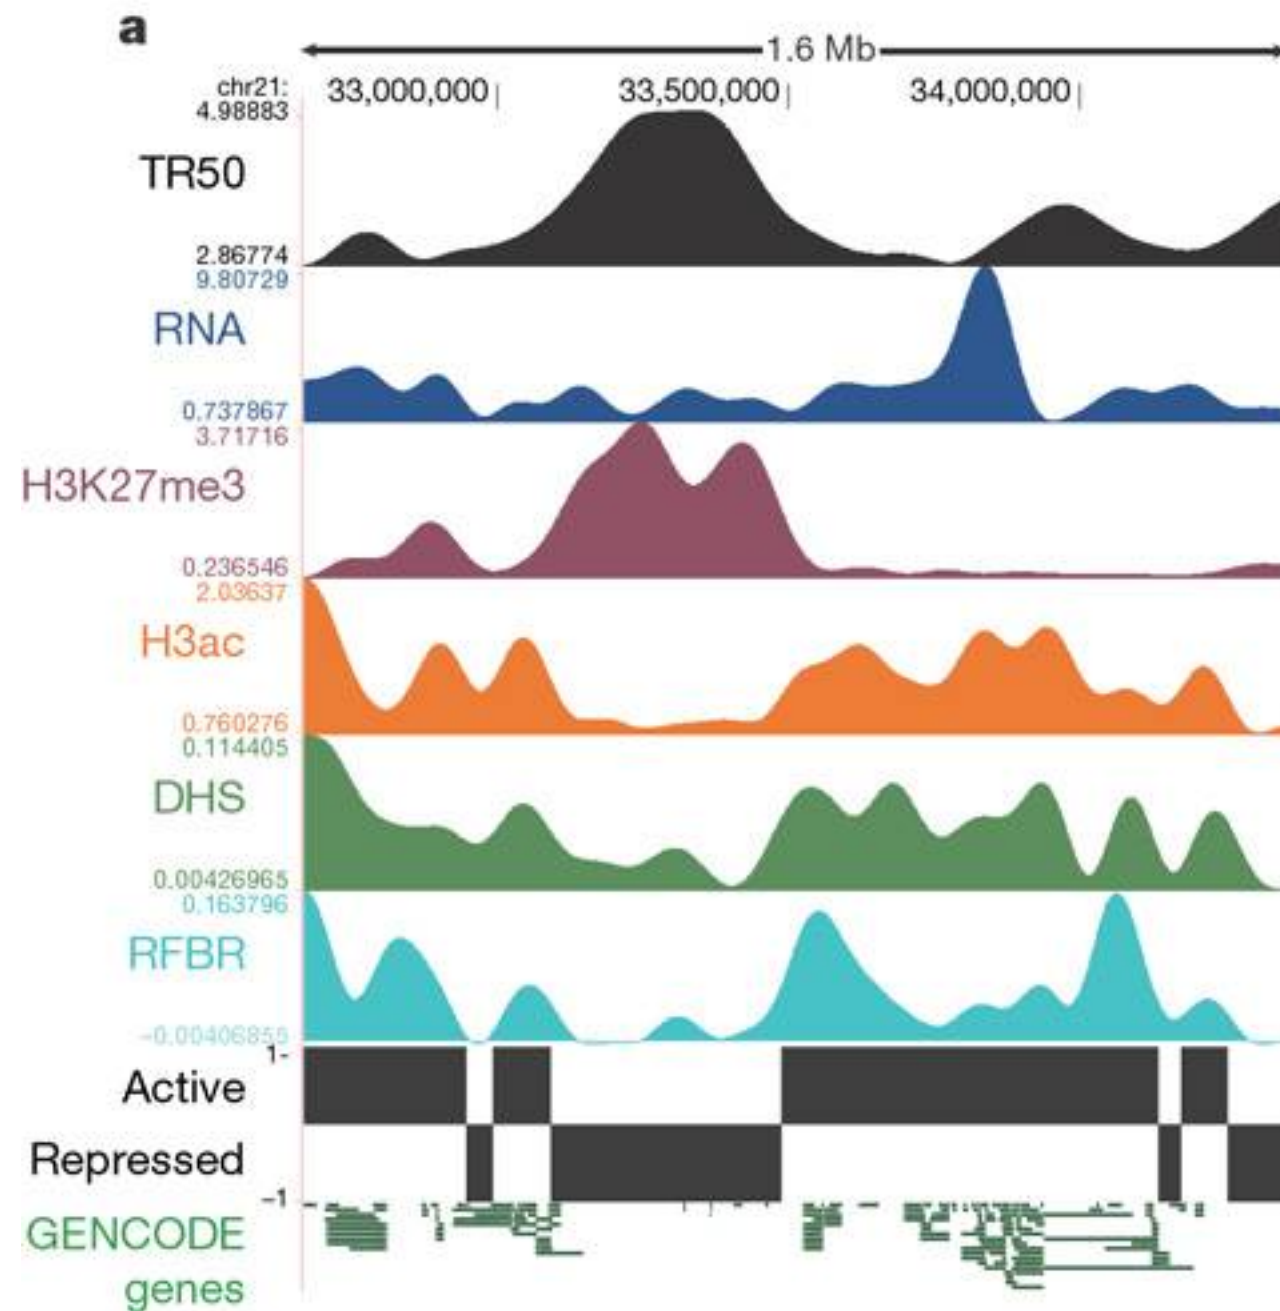 a
1.6 Mb
chr21: 33,000,000| 33,500,000| 34,000,000|
4.98883
TR50
2.86774
9.80729
RNA
0.737867
3.71716
H3K27me3
0.236546
2.03637
H3ac
0.760276
0.114405
DHS
0.00426965
0.163796
RFBR
−0.00406855
1-
Active
Repressed
−1
GENCODE
genes